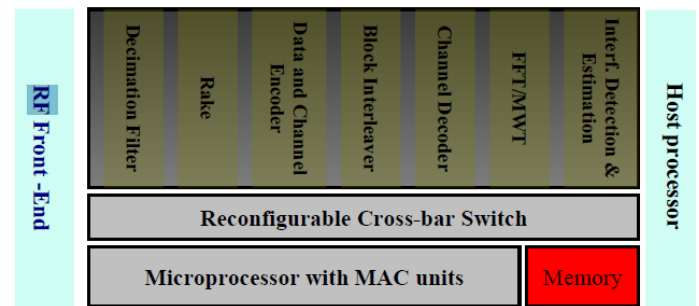 RF Front -End
Decimation Filter
Rake
Data and Channel
Encoder
Block Interleaver
Channel Decoder
FFT/MWT
Interf. Detection &
Estimation
Host processor
Reconfigurable Cross-bar Switch
Microprocessor with MAC units
Memory